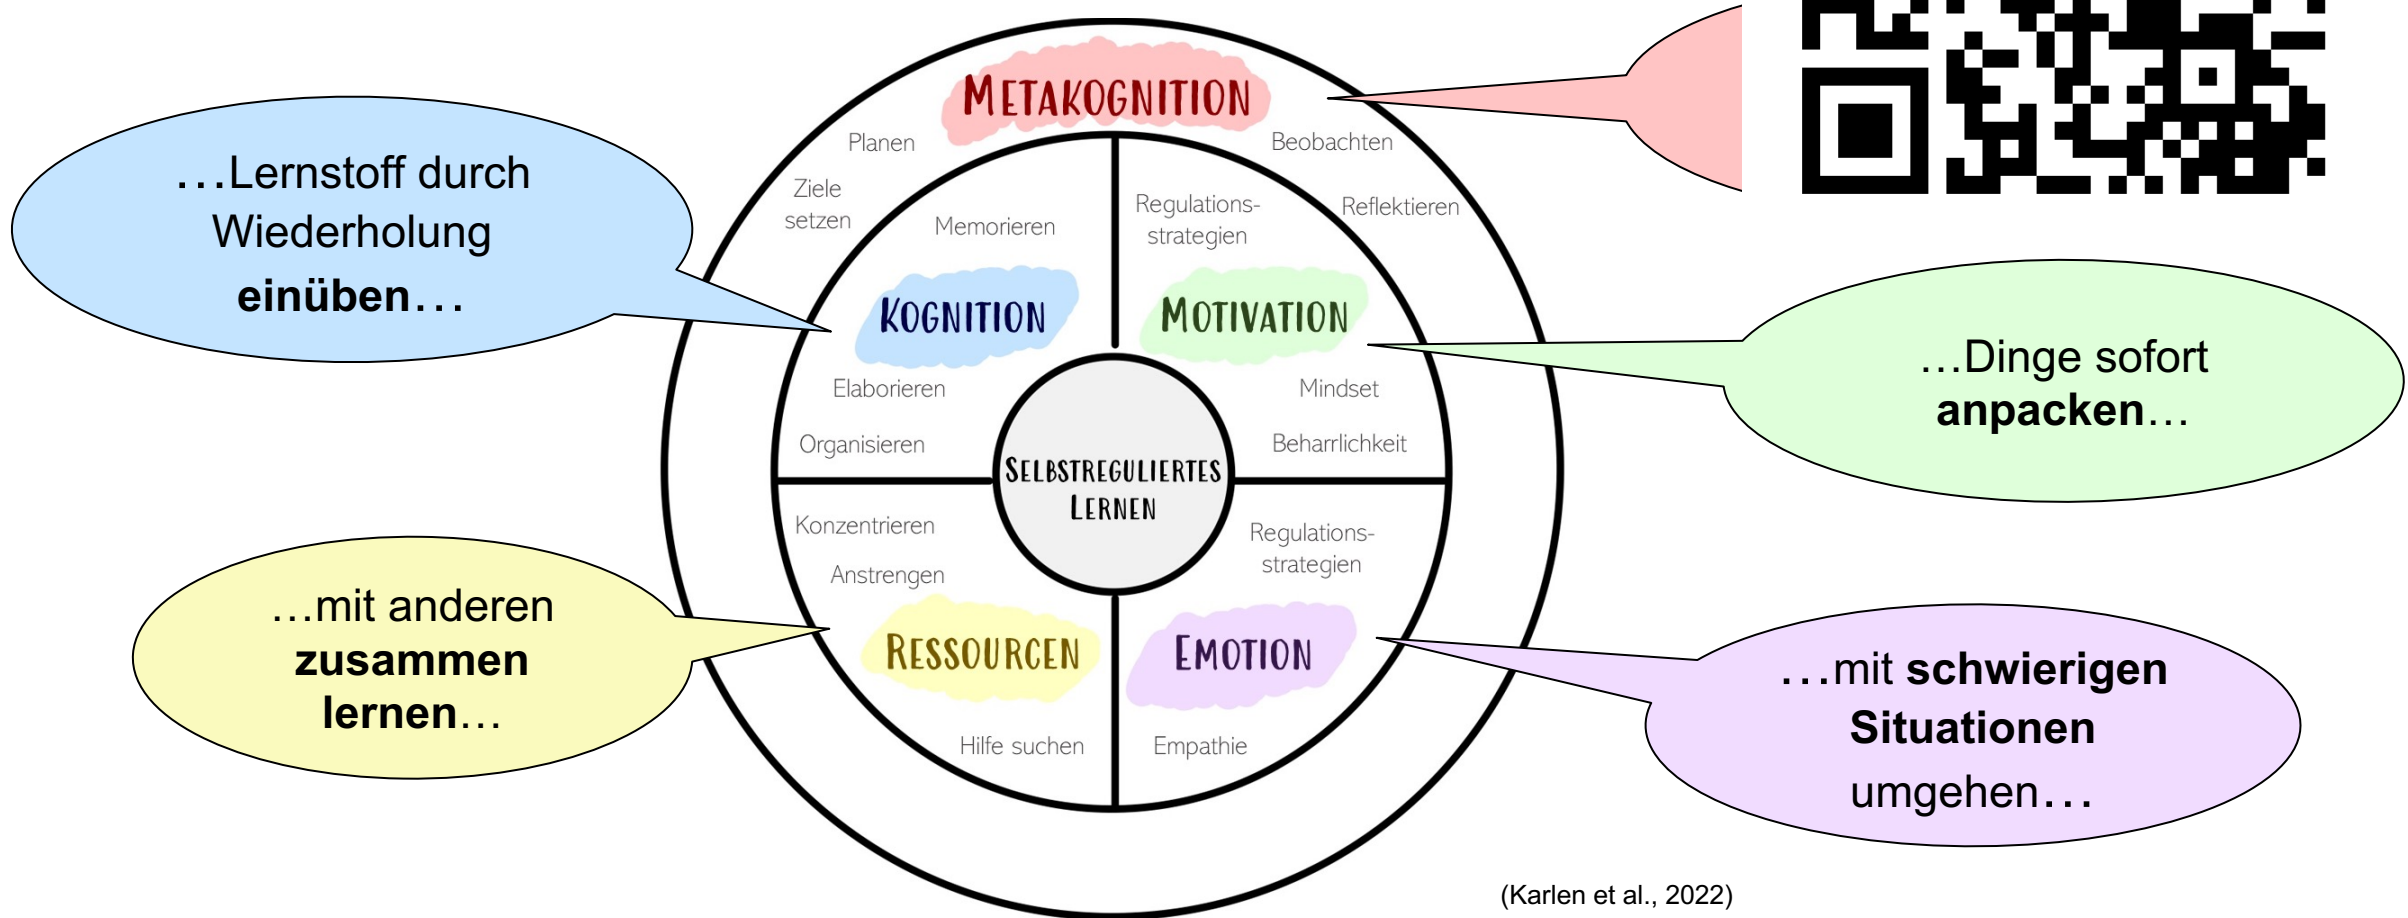 METAKOGNITION
Planen
Beobachten
Ziele
setzen
Reflektieren
…Lernstoff durch
Wiederholung
einüben…
Memorieren
Regulations-
strategien
KOGNITION
MOTIVATION
Elaborieren
Organisieren
Mindset
Beharrlichkeit
…Dinge sofort
anpacken…
SELBSTREGULIERTES
LERNEN
Konzentrieren
Anstrengen
RESSOURCEN
Hilfe suchen
Regulations-
strategien
EMOTION
Empathie
…mit anderen
zusammen
lernen…
…mit schwierigen
Situationen
umgehen…
(Karlen et al., 2022)